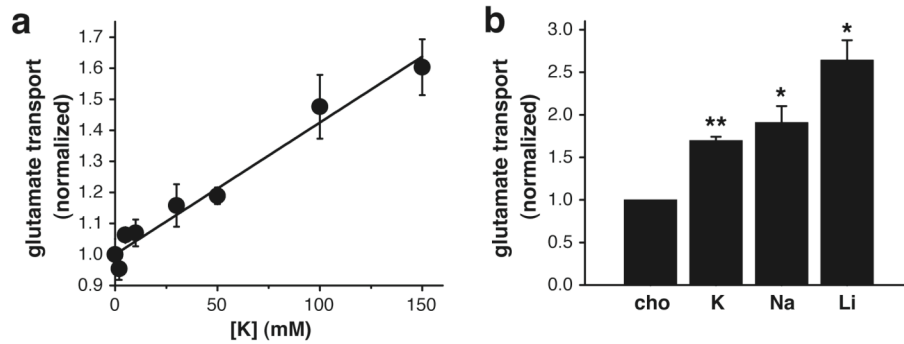 a
glutamate transport
(normalized)
1.7
1.6
1.5
1.4
1.3
1.2
1.1
1.0
0.9
0
50
100
150
[K] (mM)
b
glutamate transport
(normalized)
3.0
2.5
2.0
1.5
1.0
0.5
0.0
**
*
*
cho
K
Na
Li